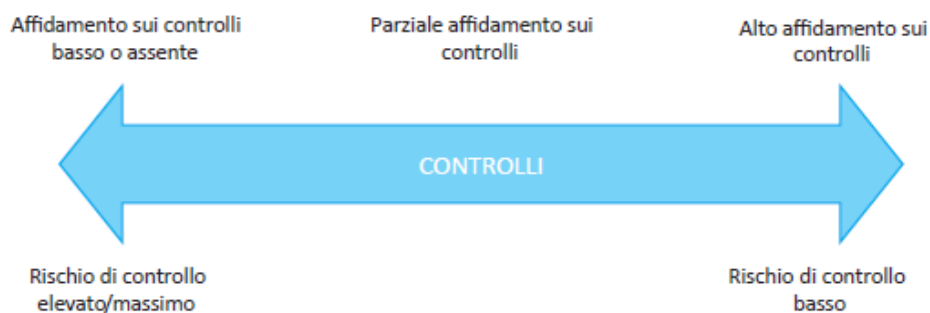 Affidamento sui controlli
basso o assente
Parziale affidamento sui
controlli
Alto affidamento sui
controlli
CONTROLLI
Rischio di controllo
elevato/massimo
Rischio di controllo
basso